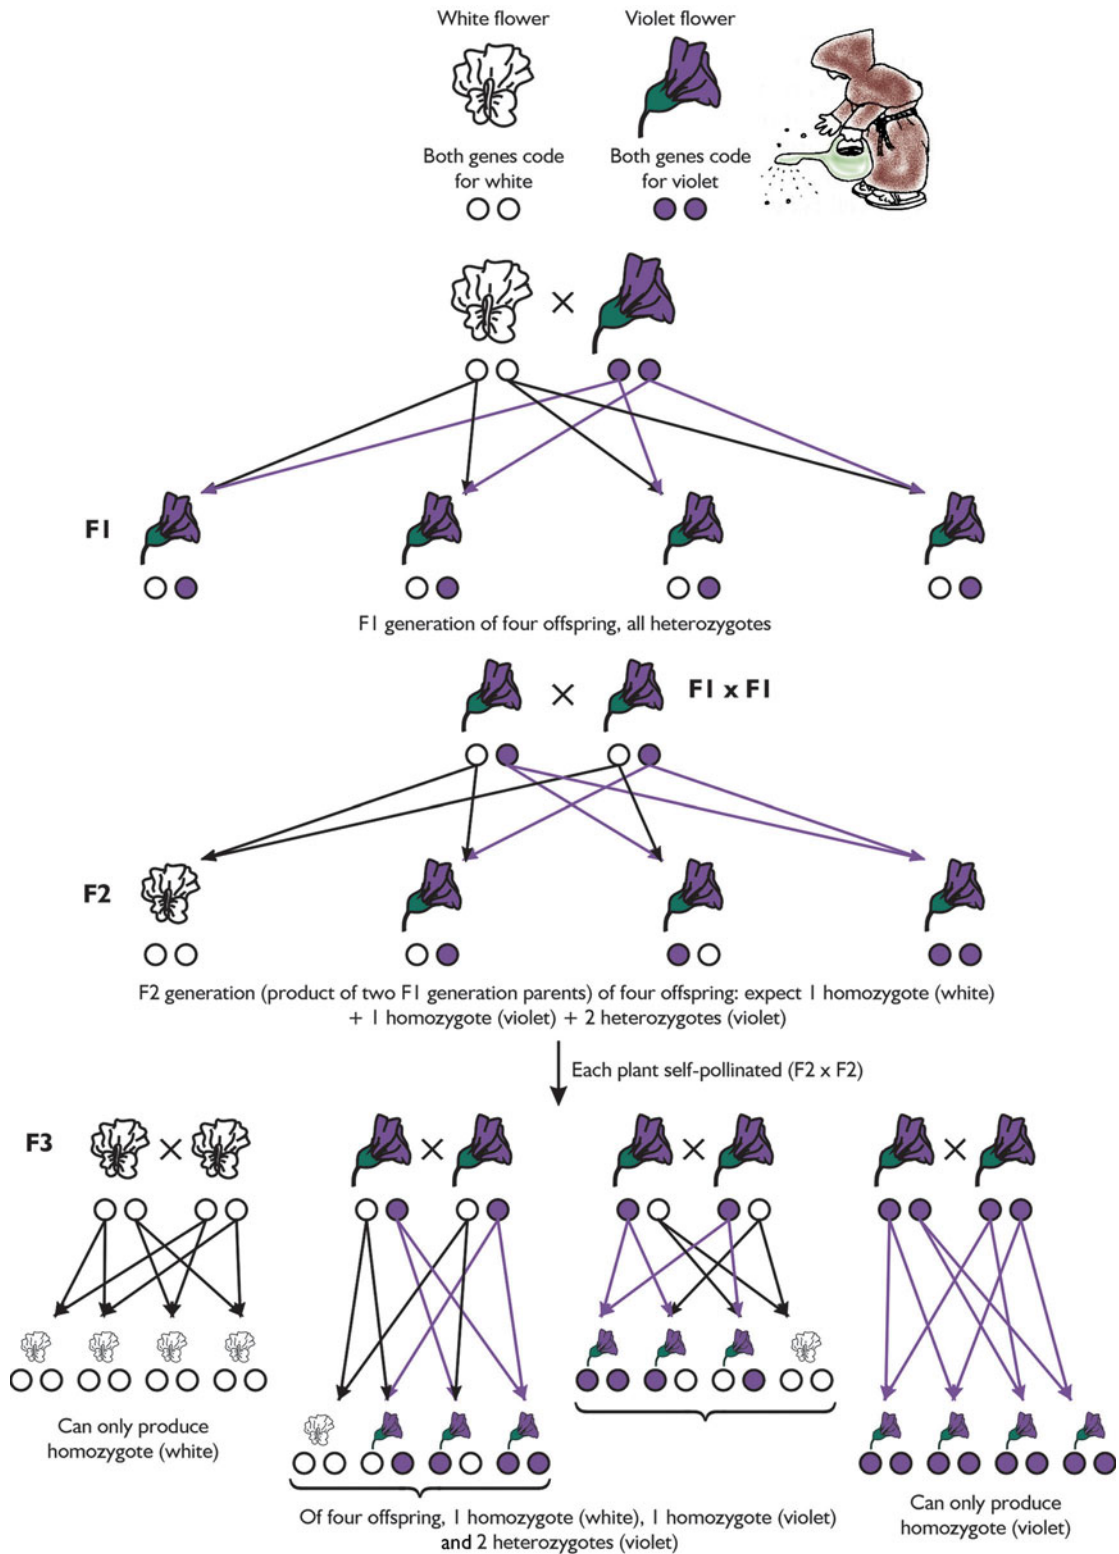 White flower
Violet flower
Both genes code
for white
Both genes code
for violet
×
F1
F1 generation of four offspring, all heterozygotes
×
F1 x F1
F2
F2 generation (product of two F1 generation parents) of four offspring: expect 1 homozygote (white)
+ 1 homozygote (violet) + 2 heterozygotes (violet)
Each plant self-pollinated (F2 x F2)
F3
× × × ×
Can only produce
homozygote (white)
Of four offspring, 1 homozygote (white), 1 homozygote (violet)
and 2 heterozygotes (violet)
Can only produce
homozygote (violet)